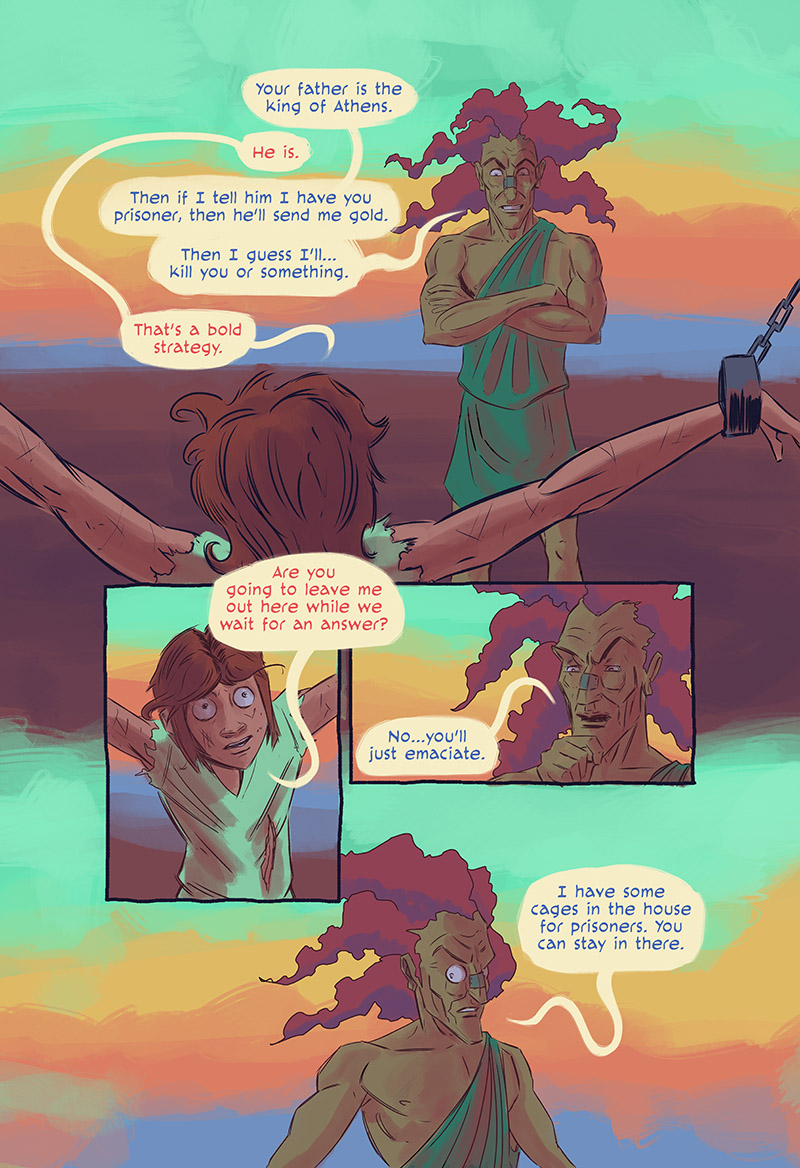 Your father is the
king of Athens.
He is.
Then if I tell him I have you
prisoner, then he'll send me gold.
Then I guess I'll...
kill you or something.
That's a bold
strategy.
Are you
going to leave me
out here while we
wait for an answer?
No...you'll
just emaciate.
I have some
cages in the house
for prisoners. You
can stay in there.